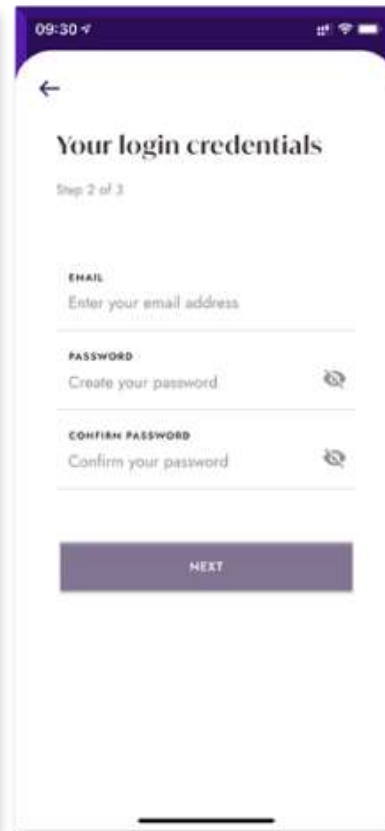 09:30
Your login credentials
Step 2 of 3
EMAIL
Enter your email address
PASSWORD
Create your password
CONFIRM PASSWORD
Confirm your password
NEXT